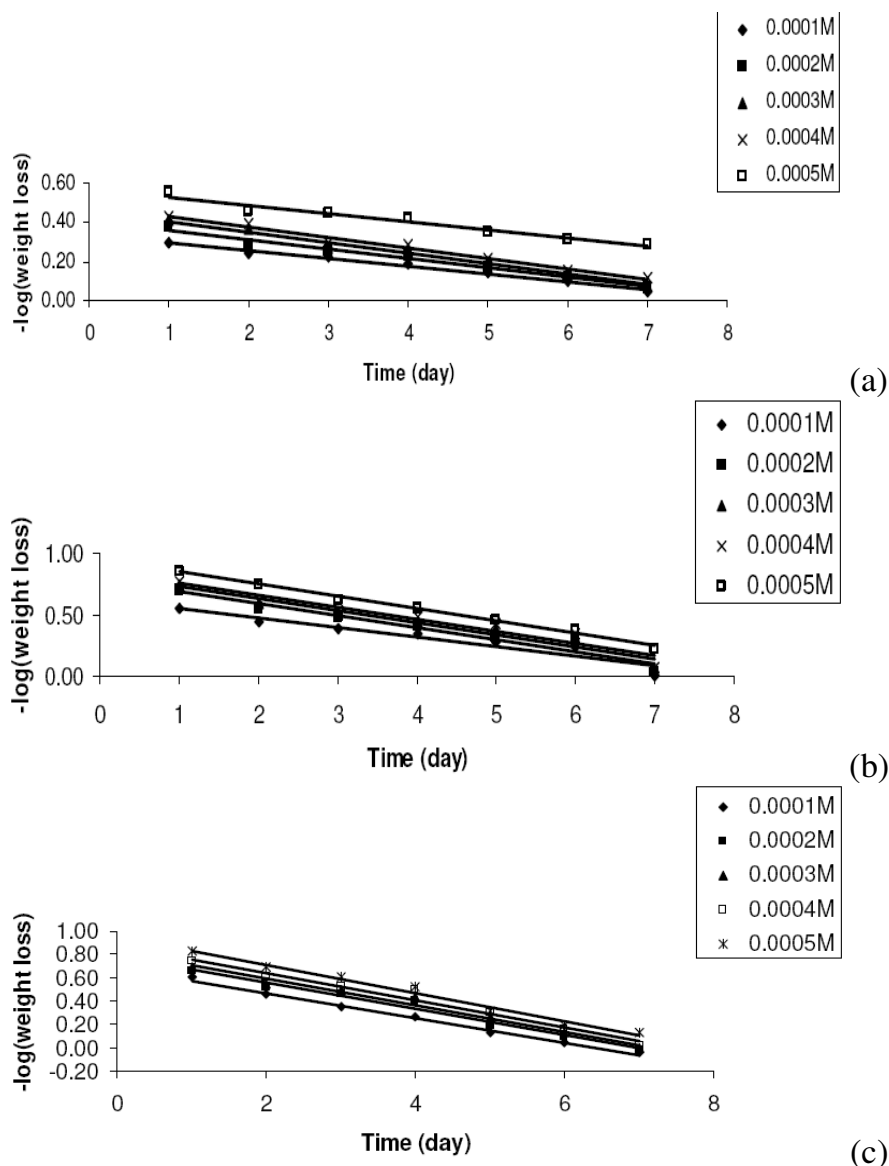 0.0001M
0.0002M
0.0003M
0.0004M
0.0005M
-log(weight loss)
0.60
0.40
0.20
0.00
0 1 2 3 4 5 6 7 8
Time (day)
(a)
0.0001M
0.0002M
0.0003M
0.0004M
0.0005M
-log(weight loss)
1.00
0.50
0.00
0 1 2 3 4 5 6 7 8
Time (day)
(b)
0.0001M
0.0002M
0.0003M
0.0004M
0.0005M
-log(weight loss)
1.00
0.80
0.60
0.40
0.20
0.00
-0.20
0 2 4 6 8
Time (day)
(c)